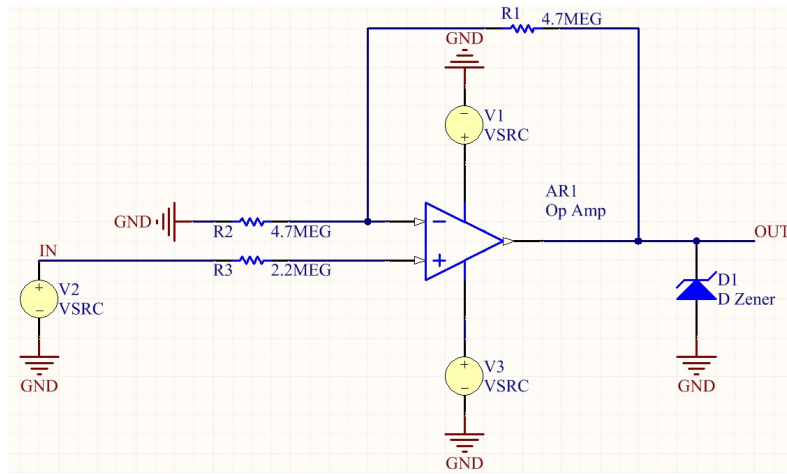 R1 4.7MEG
GND
V1
VSRC
AR1
Op Amp
GND
R2 4.7MEG
OUT
IN
R3 2.2MEG
V2
VSRC
D1
D Zener
V3
VSRC
GND
GND
GND